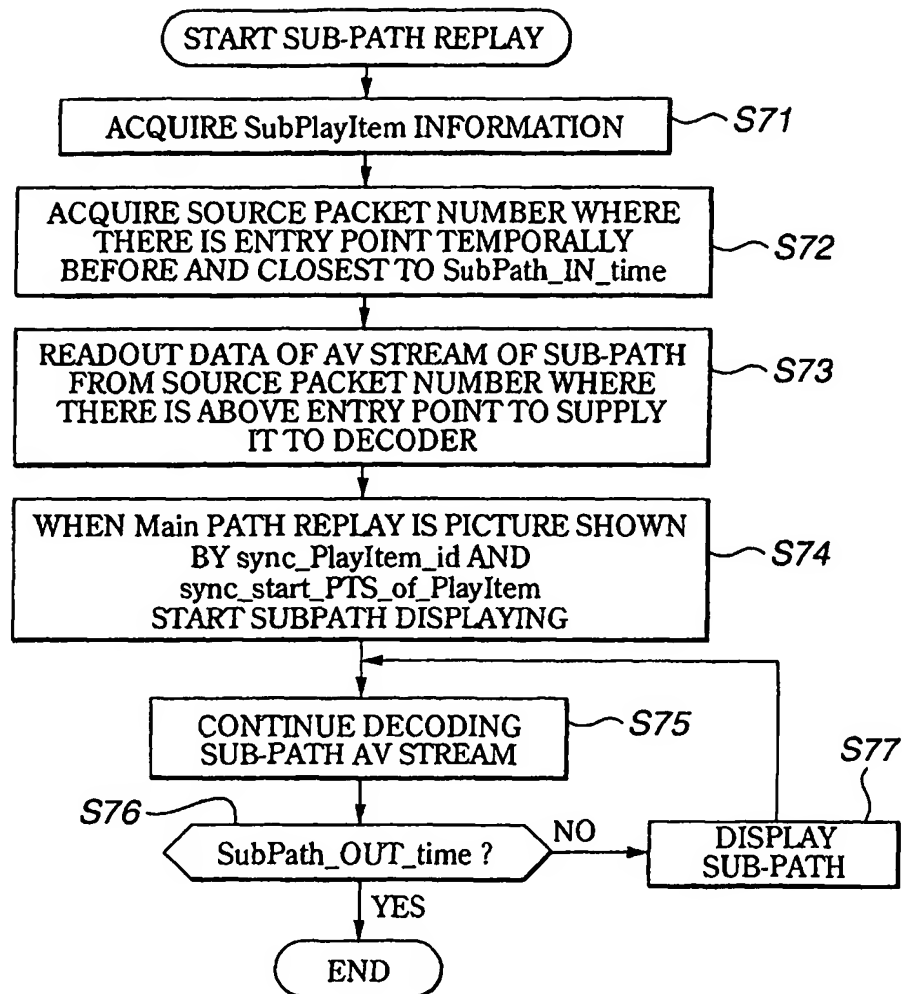 START SUB-PATH REPLAY
ACQUIRE SubPlayItem INFORMATION
S71
ACQUIRE SOURCE PACKET NUMBER WHERE
THERE IS ENTRY POINT TEMPORALLY
BEFORE AND CLOSEST TO SubPath_IN_time
S72
READOUT DATA OF AV STREAM OF SUB-PATH
FROM SOURCE PACKET NUMBER WHERE
THERE IS ABOVE ENTRY POINT TO SUPPLY
IT TO DECODER
S73
WHEN Main PATH REPLAY IS PICTURE SHOWN
BY sync_PlayItem_id AND
sync_start_PTS_of_PlayItem
START SUBPATH DISPLAYING
S74
CONTINUE DECODING
SUB-PATH AV STREAM
S75
S76
SubPath_OUT_time ?
NO
S77
DISPLAY
SUB-PATH
YES
END